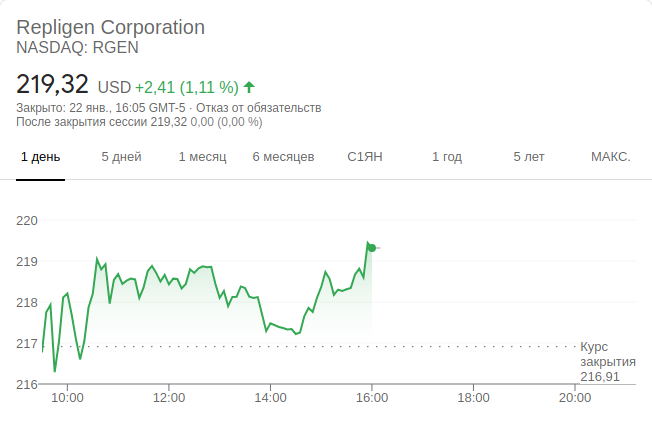 Repligen Corporation
NASDAQ: RGEN
219,32 USD +2,41 (1,11 %)
Закрыто: 22 янв., 16:05 GMT-5 · Отказ от обязательств
После закрытия сессии 219,32 0,00 (0,00 %)
1 день 5 дней 1 месяц 6 месяцев С1ЯН 1 год 5 лет МАКС.
220
219
218
217
216
Курс
закрытия
216,91
10:00 12:00 14:00 16:00 18:00 20:00